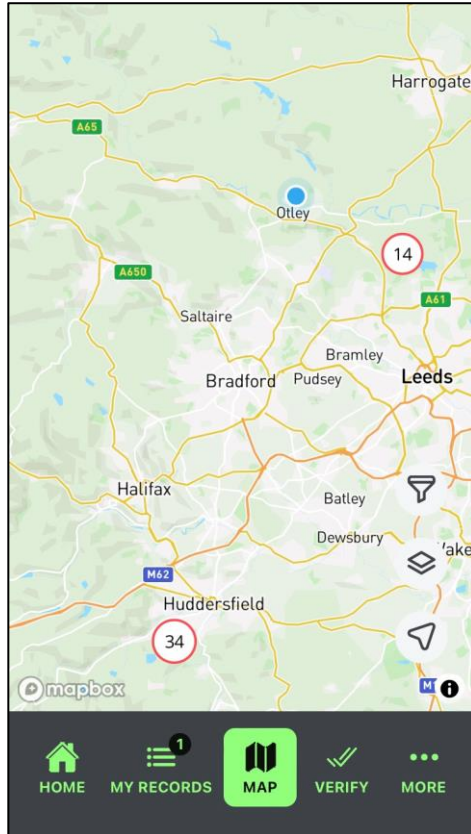 Harrogate
A65
Otley
14
A650
A61
Saltaire
Bramley
Bradford
Pudsey
Leeds
Halifax
Batley
Dewsbury
Wake
M62
Huddersfield
34
mapbox
M
1
HOME
MY RECORDS
MAP
VERIFY
MORE